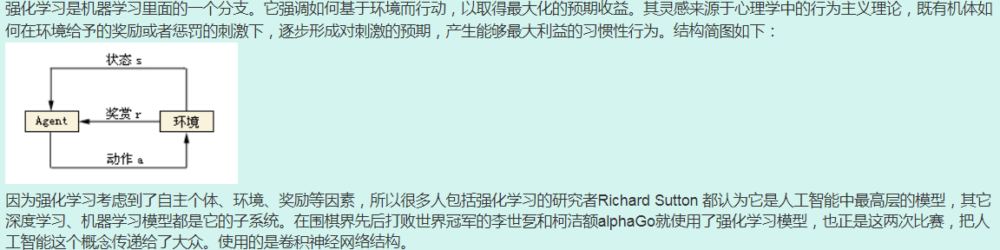 强化学习是机器学习里面的一个分支。它强调如何基于环境而行动，以取得最大化的预期收益。其灵感来源于心理学中的行为主义理论，既有机体如
何在环境给予的奖励或者惩罚的刺激下，逐步形成对刺激的预期，产生能够最大利益的习惯性行为。结构简图如下：
状态 s
Agent
奖赏 r
环境
动作 a
因为强化学习考虑到了自主个体、环境、奖励等因素，所以很多人包括强化学习的研究者Richard Sutton 都认为它是人工智能中最高层的模型，其它
深度学习、机器学习模型都是它的子系统。在围棋界先后打败世界冠军的李世乭和柯洁额alphaGo就使用了强化学习模型，也正是这两次比赛，把人
工智能这个概念传递给了大众。使用的是卷积神经网络结构。